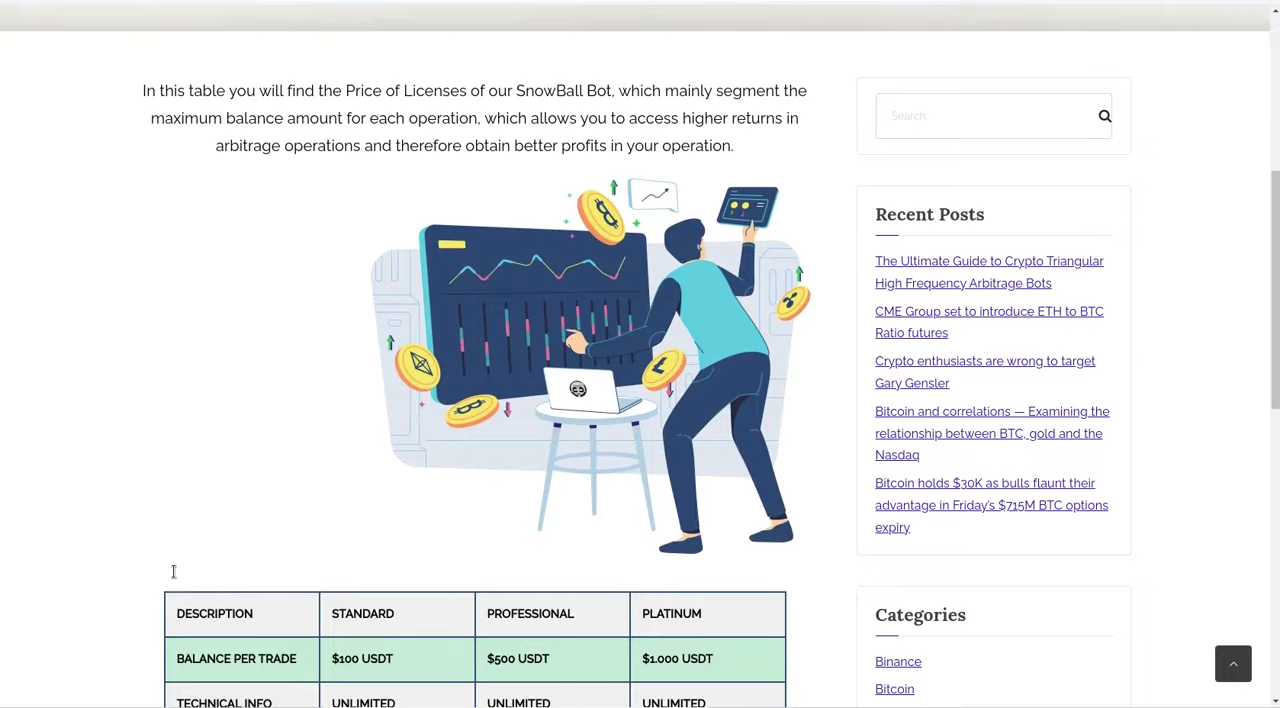 In this table you will find the Price of Licenses of our SnowBall Bot, which mainly segment the
maximum balance amount for each operation, which allows you to access higher returns in
arbitrage operations and therefore obtain better profits in your operation.
Search
Recent Posts
The Ultimate Guide to Crypto Triangular
High Frequency Arbitrage Bots
CME Group set to introduce ETH to BTC
Ratio futures
Crypto enthusiasts are wrong to target
Gary Gensler
Bitcoin and correlations — Examining the
relationship between BTC, gold and the
Nasdaq
Bitcoin holds $30K as bulls flaunt their
advantage in Friday's $715M BTC options
expiry
DESCRIPTION STANDARD PROFESSIONAL PLATINUM
BALANCE PER TRADE $100 USDT $500 USDT $1.000 USDT
TECHNICAL INFO UNLIMITED UNLIMITED UNLIMITED
Categories
Binance
Bitcoin